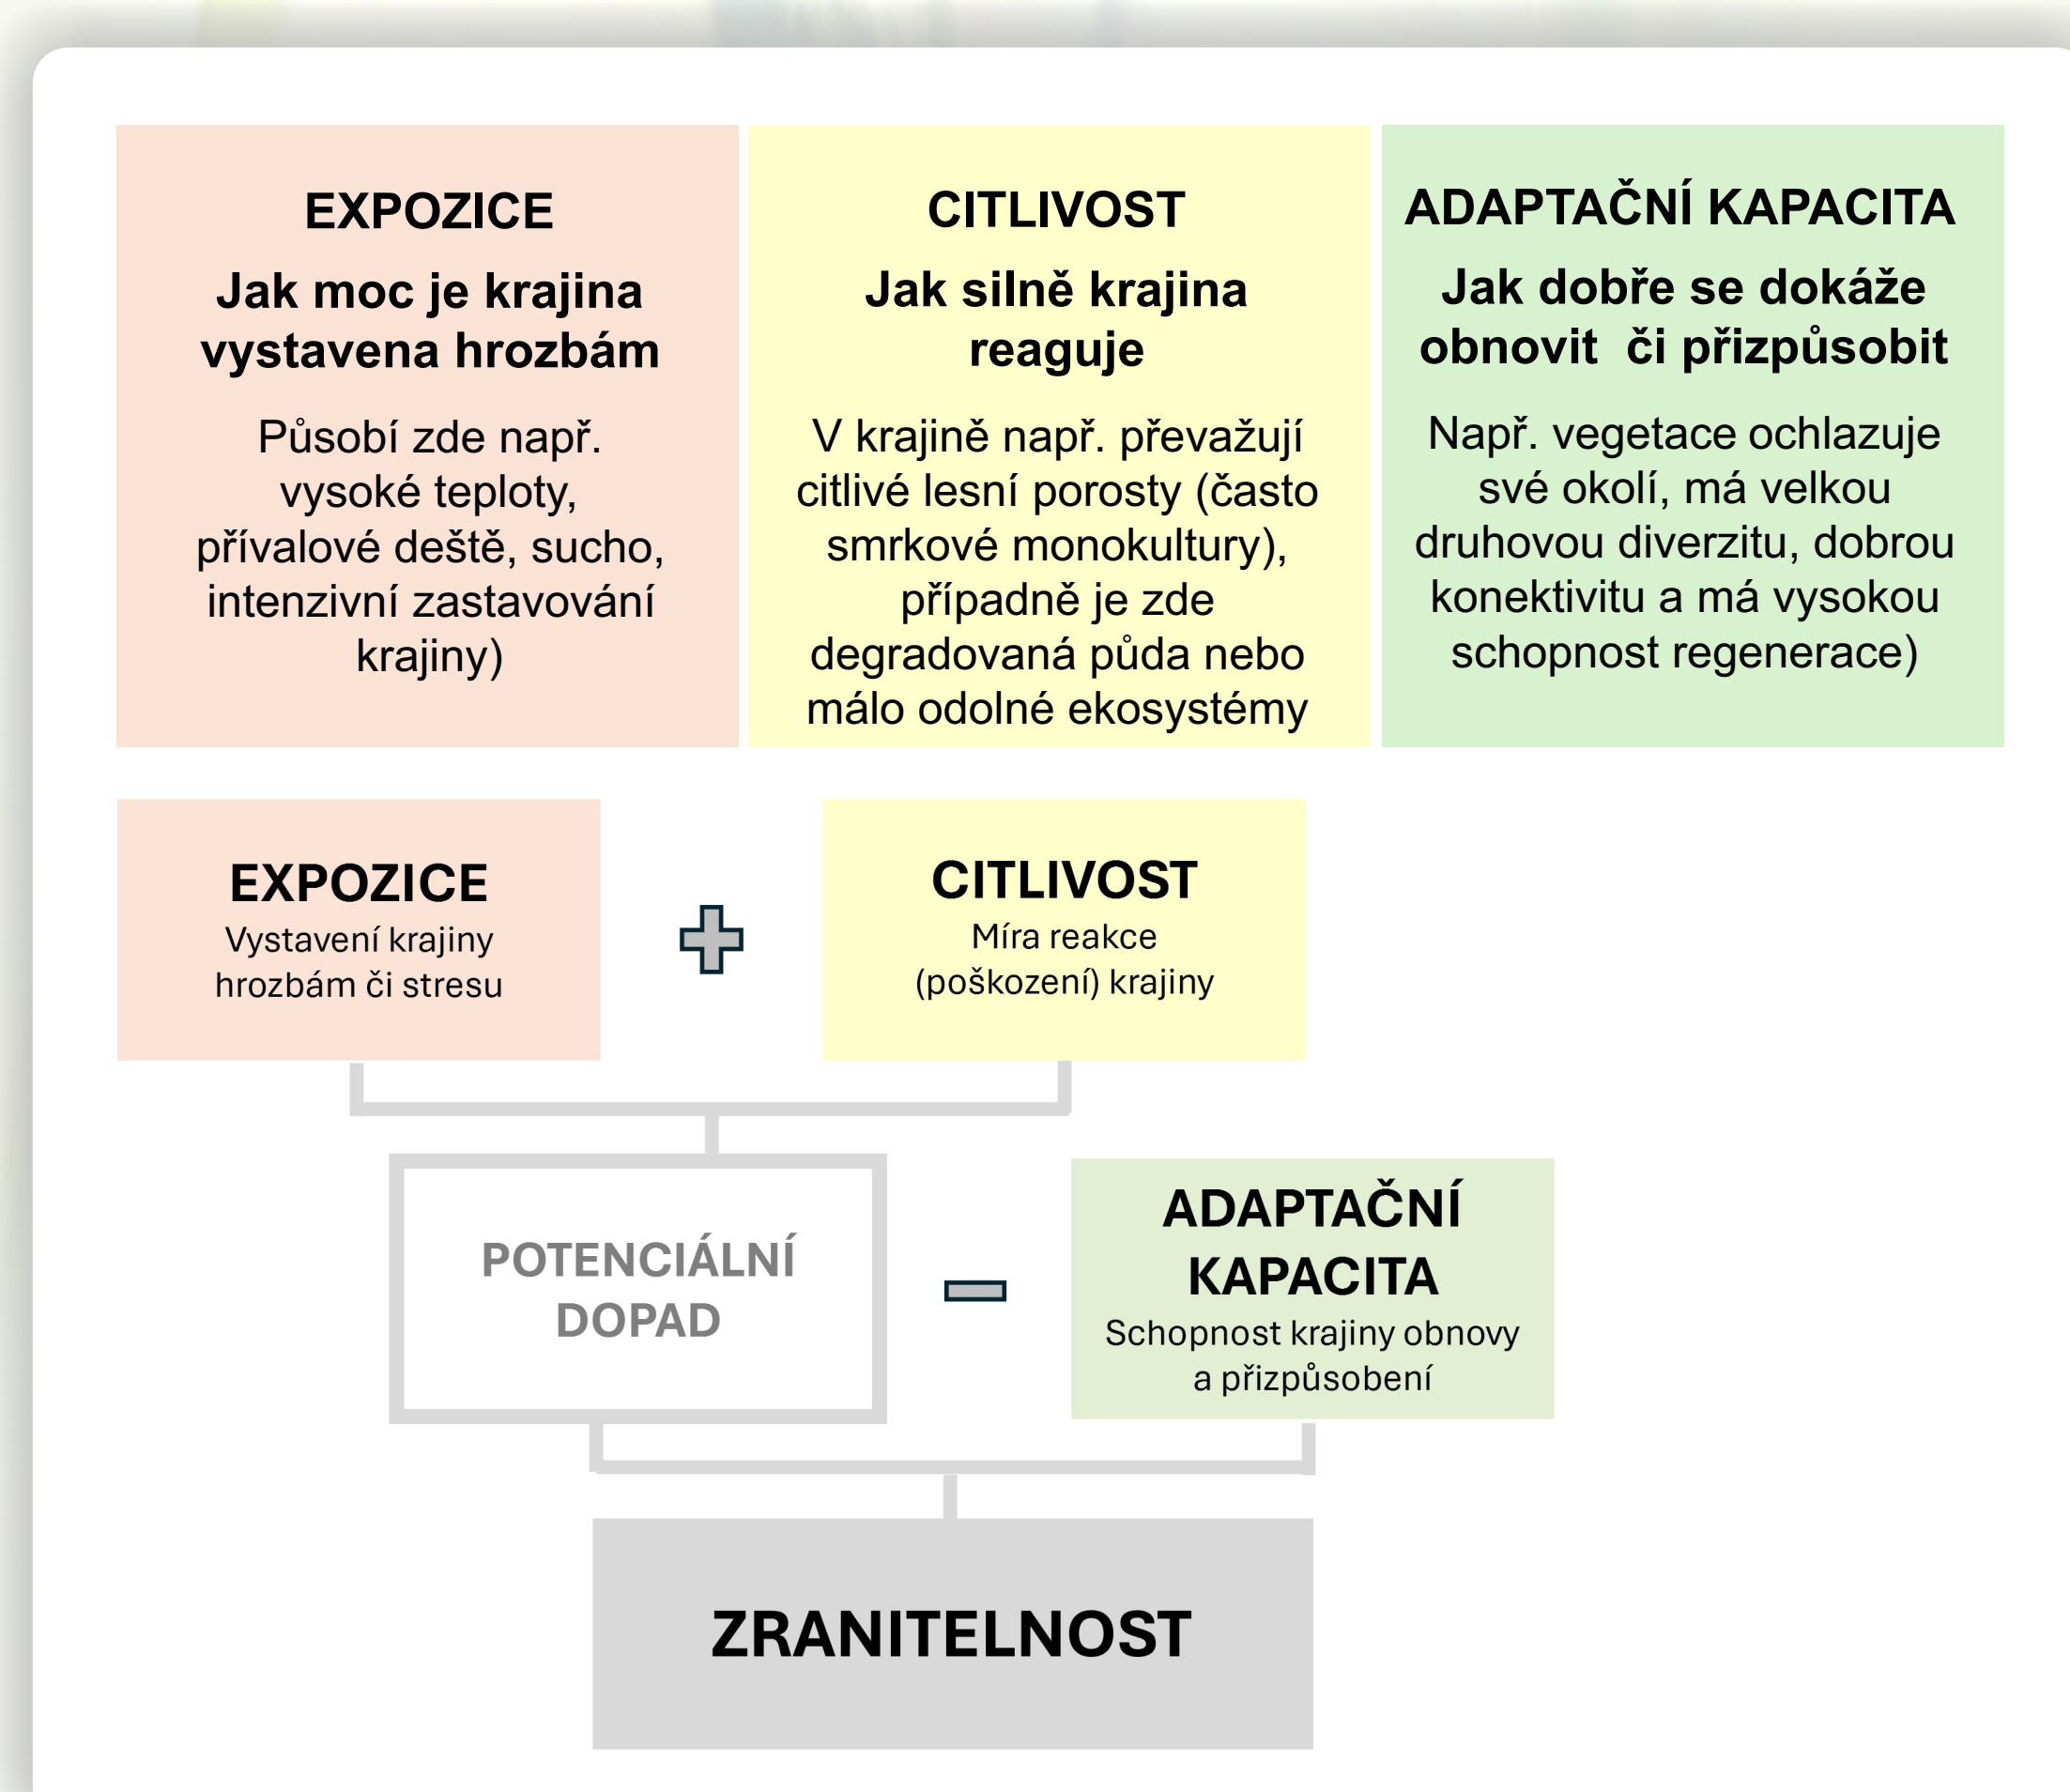 EXPOZICE
Jak moc je krajina
vystavena hrozbám
Působí zde např.
vysoké teploty,
přívalové deště, sucho,
intenzivní zastavování
krajiny)
CITLIVOST
Jak silně krajina
reaguje
V krajině např. převažují
citlivé lesní porosty (často
smrkové monokultury),
případně je zde
degradovaná půda nebo
málo odolné ekosystémy
ADAPTAČNÍ KAPACITA
Jak dobře se dokáže
obnovit  či přizpůsobit
Např. vegetace ochlazuje
své okolí, má velkou
druhovou diverzitu, dobrou
konektivitu a má vysokou
schopnost regenerace)
EXPOZICE
Vystavení krajiny
hrozbám či stresu
CITLIVOST
Míra reakce
(poškození) krajiny
POTENCIÁLNÍ
DOPAD
ADAPTAČNÍ
KAPACITA
Schopnost krajiny obnovy
a přizpůsobení
ZRANITELNOST